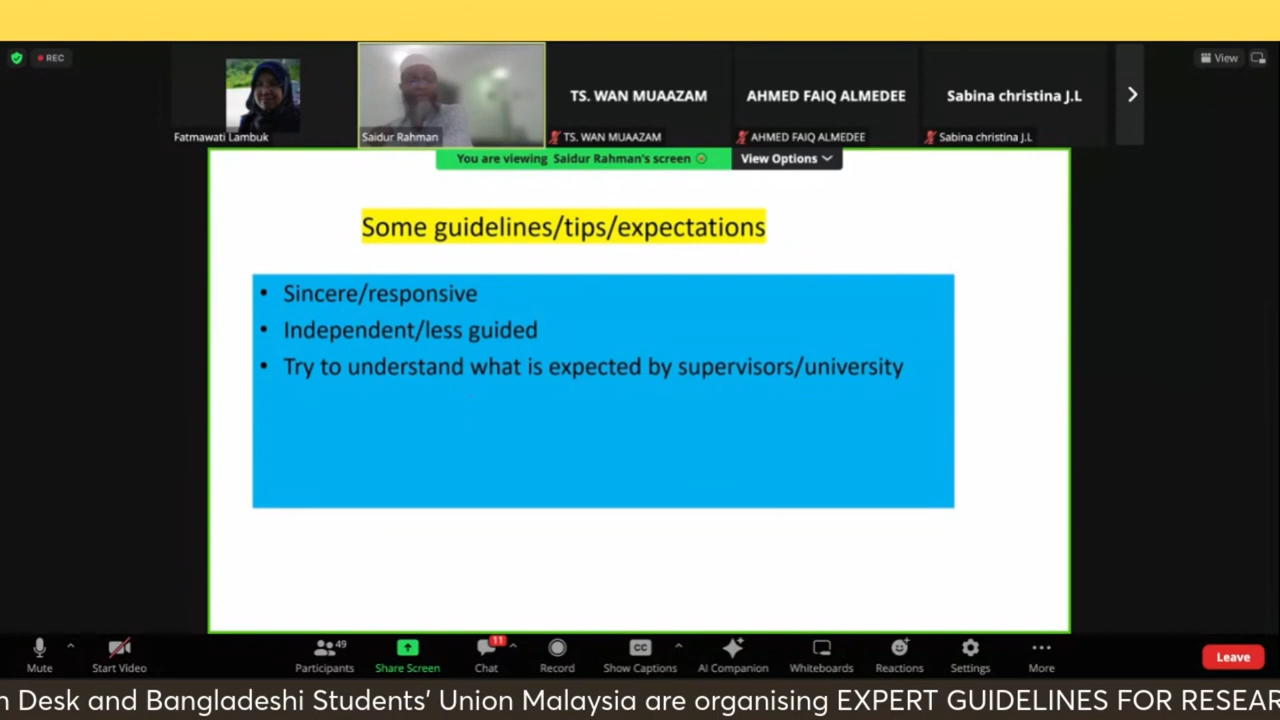 REC
View
TS. WAN MUAAZAM
AHMED FAIQ ALMEDEE
Sabina christina J.L
Fatmawati Lambuk
Saidur Rahman
TS. WAN MUAAZAM
AHMED FAIQ ALMEDEE
Sabina christina J.L
You are viewing Saidur Rahman's screen
View Options
Some guidelines/tips/expectations
• Sincere/responsive
• Independent/less guided
• Try to understand what is expected by supervisors/university
49
11
CC
Mute
Start Video
Participants
Share Screen
Chat
Record
Show Captions
AI Companion
Whiteboards
Reactions
Settings
More
Leave
Desk and Bangladeshi Students' Union Malaysia are organising EXPERT GUIDELINES FOR RESEAR